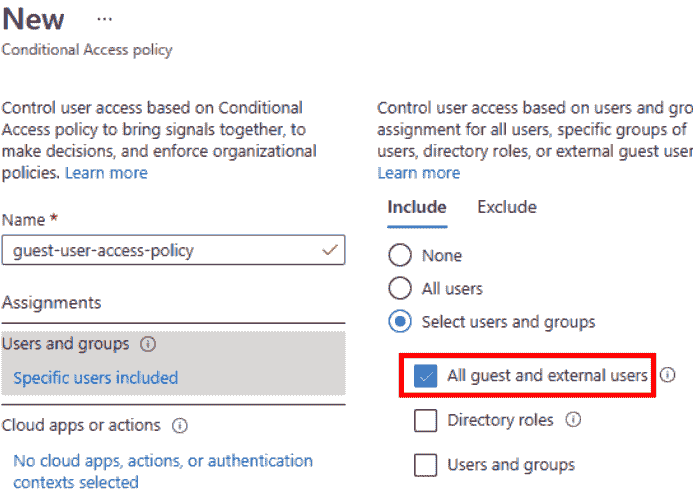 New ...
Conditional Access policy
Control user access based on Conditional
Access policy to bring signals together, to
make decisions, and enforce organizational
policies. Learn more
Name *
guest-user-access-policy
Assignments
Users and groups
Specific users included
Cloud apps or actions
No cloud apps, actions, or authentication
contexts selected
Control user access based on users and gro
assignment for all users, specific groups of
users, directory roles, or external guest user
Learn more
Include Exclude
None
All users
Select users and groups
All guest and external users
Directory roles
Users and groups